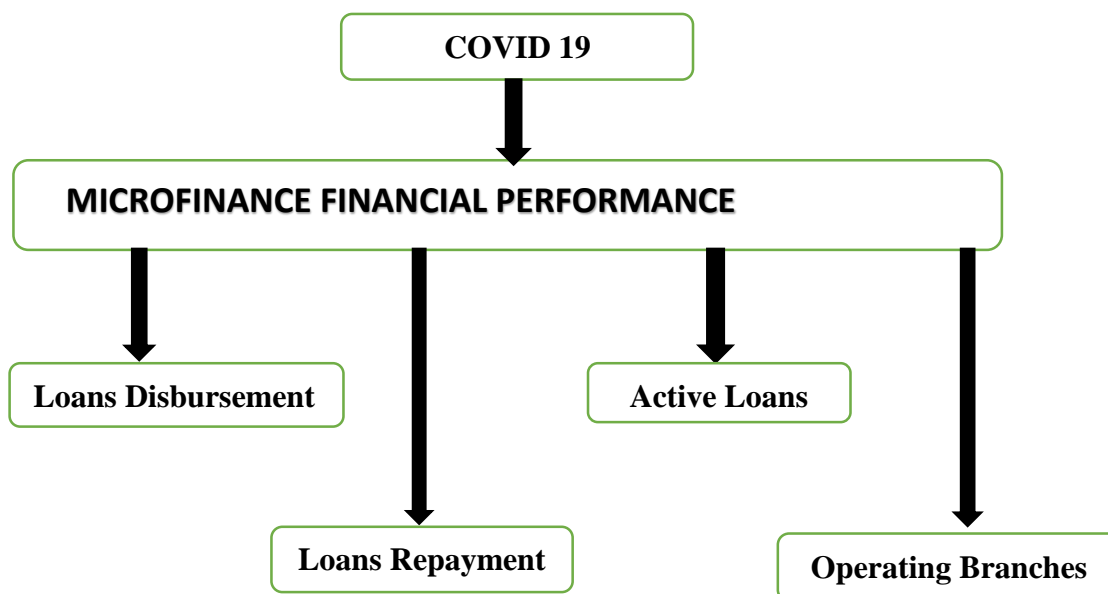 COVID 19
MICROFINANCE FINANCIAL PERFORMANCE
Loans Disbursement
Active Loans
Loans Repayment
Operating Branches